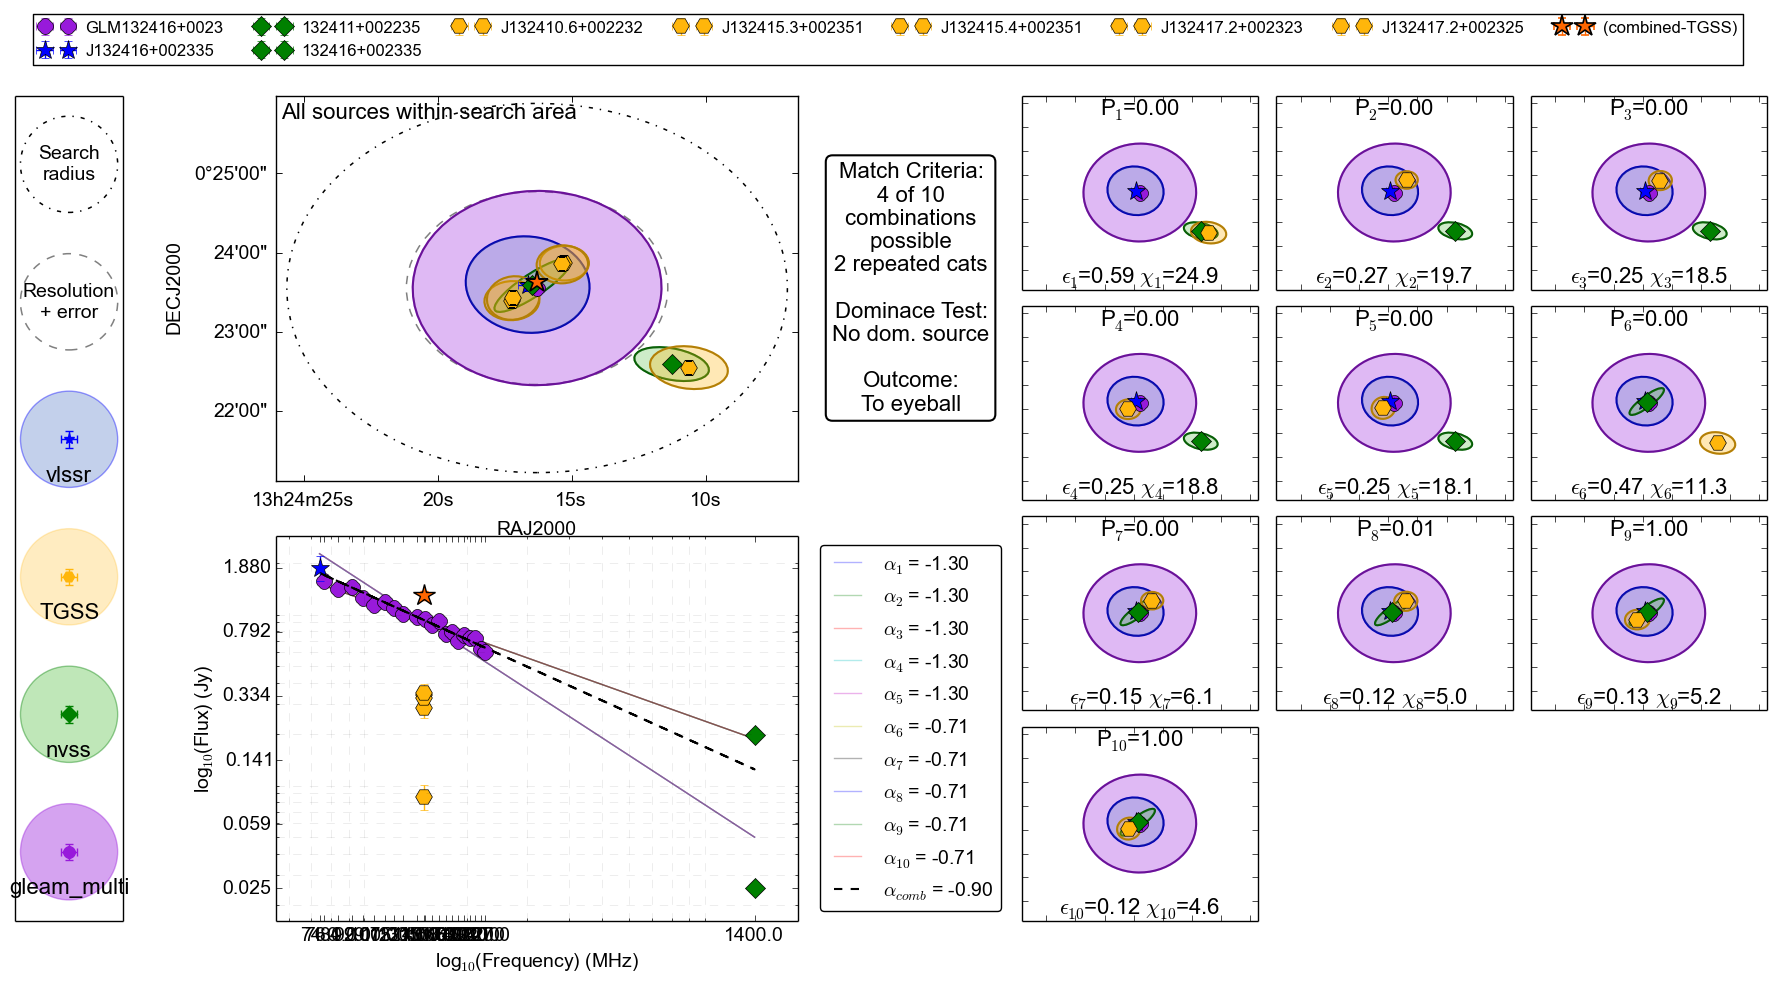 GLM132416+0023
132411+002235
J132410.6+002232
J132415.3+002351
J132415.4+002351
J132417.2+002323
J132417.2+002325
(combined-TGSS)
J132416+002335
132416+002335
Search
radius
Resolution
+ error
vlssr
TGSS
nvss
gleam_multi
All sources within search area
DECJ2000
0°25'00"
24'00"
23'00"
22'00"
13h24m25s
20s
15s
10s
RAJ2000
Match Criteria:
4 of 10
combinations
possible
2 repeated cats
Dominace Test:
No dom. source
Outcome:
To eyeball
log10(Flux) (Jy)
1.880
0.792
0.334
0.141
0.059
0.025
1400.0
log10(Frequency) (MHz)
α1 = -1.30
α2 = -1.30
α3 = -1.30
α4 = -1.30
α5 = -1.30
α6 = -0.71
α7 = -0.71
α8 = -0.71
α9 = -0.71
α10 = -0.71
αcomb = -0.90
P1=0.00
ϵ1=0.59 χ1=24.9
P2=0.00
ϵ2=0.27 χ2=19.7
P3=0.00
ϵ3=0.25 χ3=18.5
P4=0.00
ϵ4=0.25 χ4=18.8
P5=0.00
ϵ5=0.25 χ5=18.1
P6=0.00
ϵ6=0.47 χ6=11.3
P7=0.00
ϵ7=0.15 χ7=6.1
P8=0.01
ϵ8=0.12 χ8=5.0
P9=1.00
ϵ9=0.13 χ9=5.2
P10=1.00
ϵ10=0.12 χ10=4.6